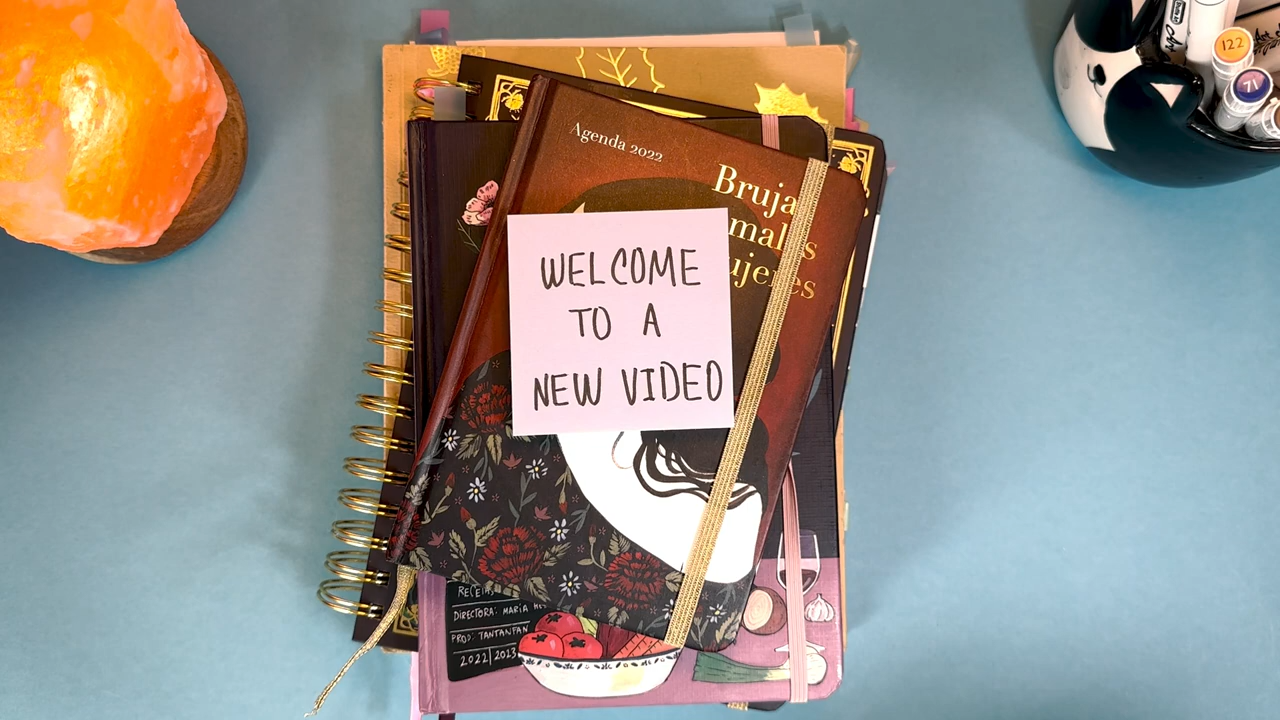 122
71
Agenda 2022
Bruja
mal s
ujeres
WELCOME
TO A
NEW VIDEO
DIRECTORA: MARÍA
PROD: TANTANFAN
2022|2023